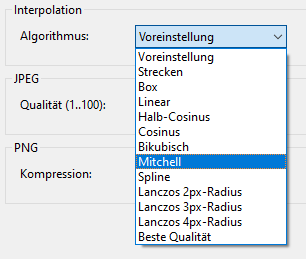 Interpolation
Algorithmus: Voreinstellung
Voreinstellung
Strecken
Box
Linear
Halb-Cosinus
Cosinus
Bikubisch
Mitchell
Spline
Lanczos 2px-Radius
Lanczos 3px-Radius
Lanczos 4px-Radius
Beste Qualität
JPEG
Qualität (1..100):
PNG
Kompression: